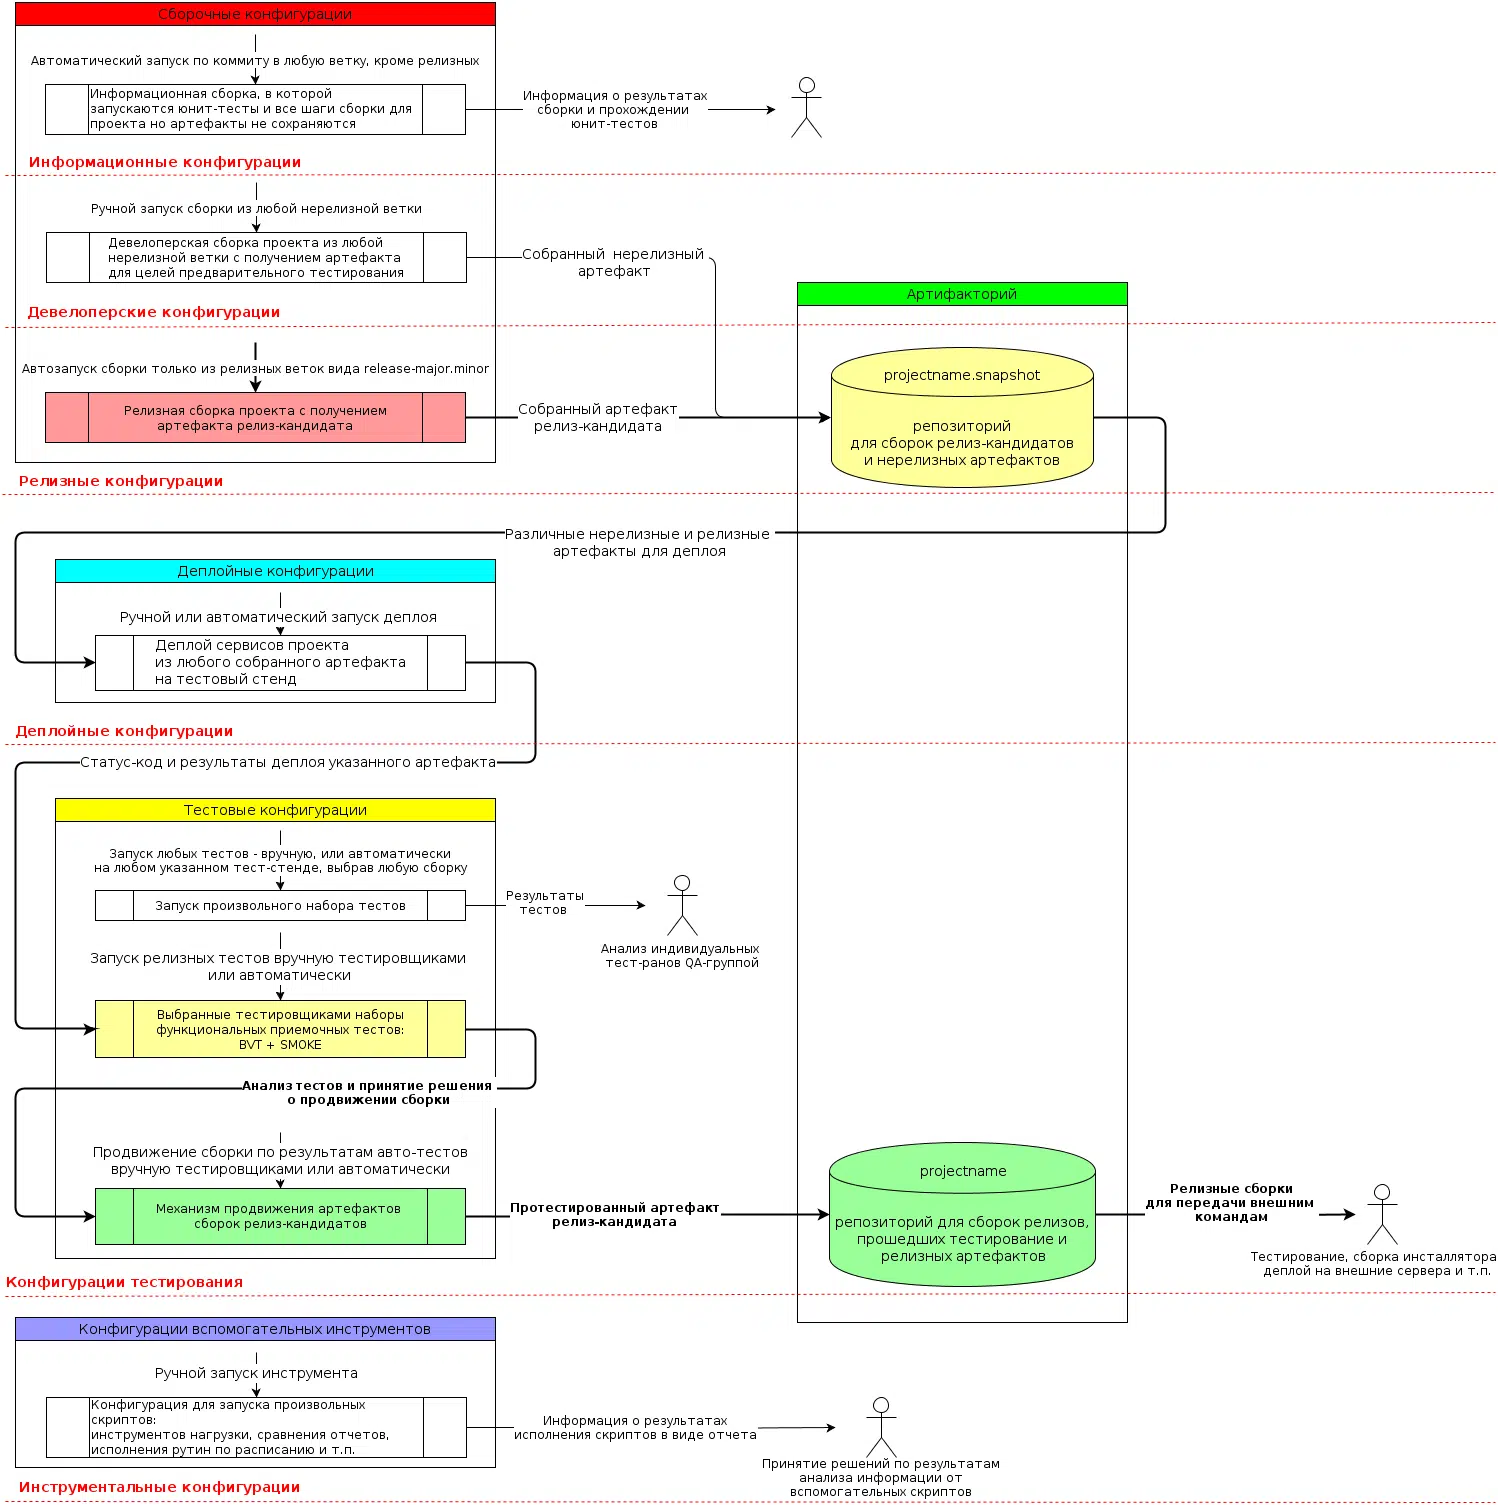 Сборочные конфигурации
Автоматический запуск по коммиту в любую ветку, кроме релизных
Информационная сборка, в которой
запускаются юнит-тесты и все шаги сборки для
проекта но артефакты не сохраняются
Информация о результатах
сборки и прохождении
юнит-тестов
Информационные конфигурации
Ручной запуск сборки из любой нерелизной ветки
Девелоперская сборка проекта из любой
нерелизной ветки с получением артефакта
для целей предварительного тестирования
Собранный нерелизный
артефакт
Девелоперские конфигурации
Артифакторий
Автозапуск сборки только из релизных веток вида release-major.minor
Релизная сборка проекта с получением
артефакта релиз-кандидата
Собранный артефакт
релиз-кандидата
projectname.snapshot
репозиторий
для сборок релиз-кандидатов
и нерелизных артефактов
Релизные конфигурации
Различные нерелизные и релизные
артефакты для деплоя
Деплойные конфигурации
Ручной или автоматический запуск деплоя
Деплой сервисов проекта
из любого собранного артефакта
на тестовый стенд
Деплойные конфигурации
Статус-код и результаты деплоя указанного артефакта
Тестовые конфигурации
Запуск любых тестов - вручную, или автоматически
на любом указанном тест-стенде, выбрав любую сборку
Запуск произвольного набора тестов
Результаты
тестов
Анализ индивидуальных
тест-ранов QA-группой
Запуск релизных тестов вручную тестировщиками
или автоматически
Выбранные тестировщиками наборы
функциональных приемочных тестов:
BVT + SMOKE
Анализ тестов и принятие решения
о продвижении сборки
Продвижение сборки по результатам авто-тестов
вручную тестировщиками или автоматически
Механизм продвижения артефактов
сборок релиз-кандидатов
Протестированный артефакт
релиз-кандидата
projectname
репозиторий для сборок релизов,
прошедших тестирование и
релизных артефактов
Релизные сборки
для передачи внешним
командам
Тестирование, сборка инсталлятора
деплой на внешние сервера и т.п.
Конфигурации тестирования
Конфигурации вспомогательных инструментов
Ручной запуск инструмента
Конфигурация для запуска произвольных
скриптов:
инструментов нагрузки, сравнения отчетов,
исполнения рутин по расписанию и т.п.
Информация о результатах
исполнения скриптов в виде отчета
Принятие решений по результатам
анализа информации от
вспомогательных скриптов
Инструментальные конфигурации